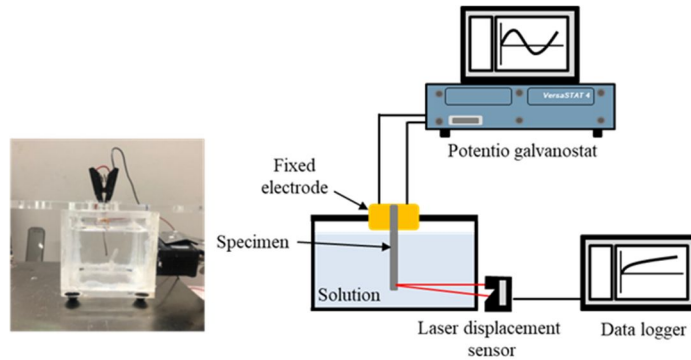 VersaSTAT 4
Potentio galvanostat
Fixed
electrode
Specimen
Solution
Laser displacement
sensor
Data logger